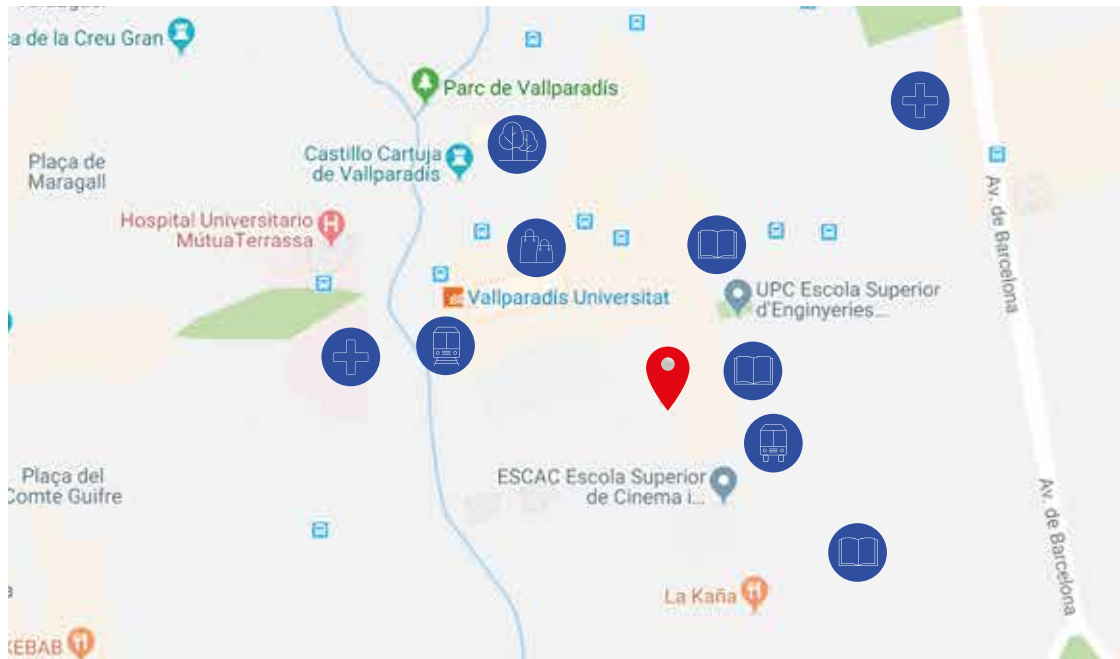 ça de la Creu Gran
Parc de Vallparadís
Castillo Cartuja
de Vallparadís
Plaça de
Maragall
Hospital Universitario
MútuaTerrassa
Av. de Barcelona
Vallparadís Universitat
UPC Escola Superior
d'Enginyeries...
Plaça del
Comte Guifre
ESCAC Escola Superior
de Cinema i...
Av. de Barcelona
La Kaña
KEBAB